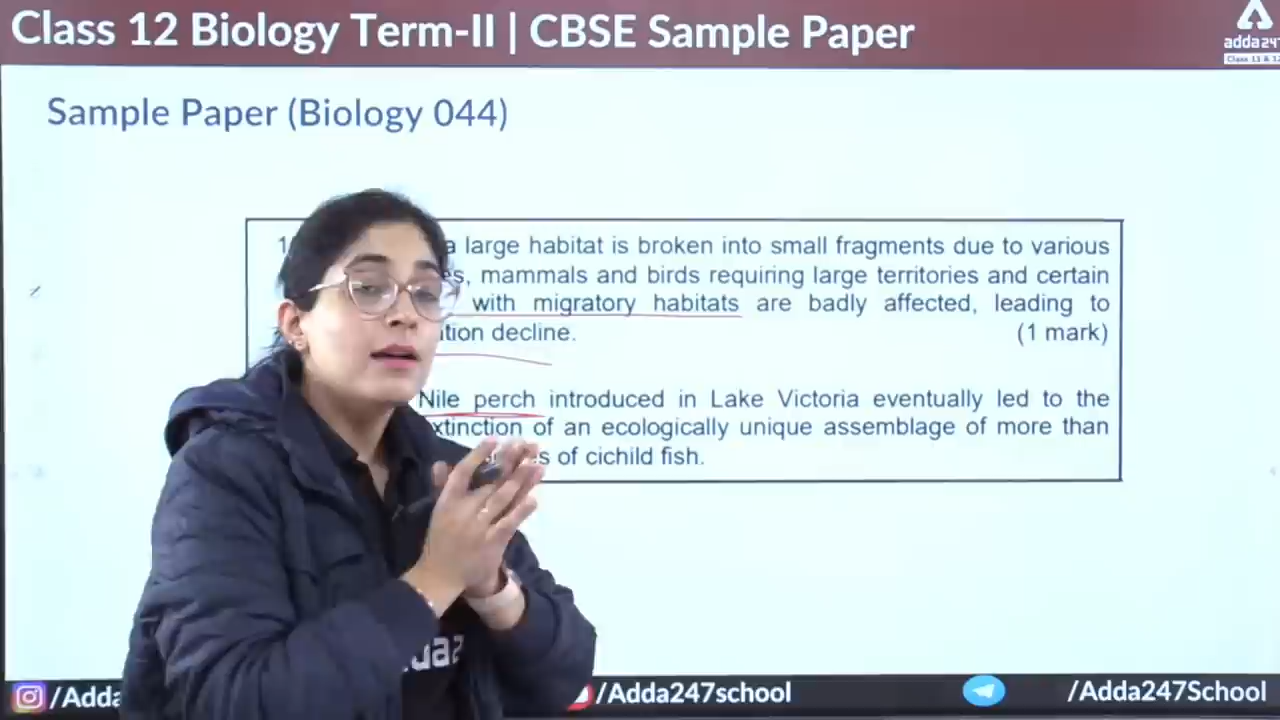 Class 12 Biology Term-II | CBSE Sample Paper
adda247
Class 11 & 12
Sample Paper (Biology 044)
a large habitat is broken into small fragments due to various
mammals and birds requiring large territories and certain
with migratory habitats are badly affected, leading to
decline. (1 mark)
Nile perch introduced in Lake Victoria eventually led to the
of an ecologically unique assemblage of more than
of cichild fish.
/Adda
/Adda247school
/Adda247School